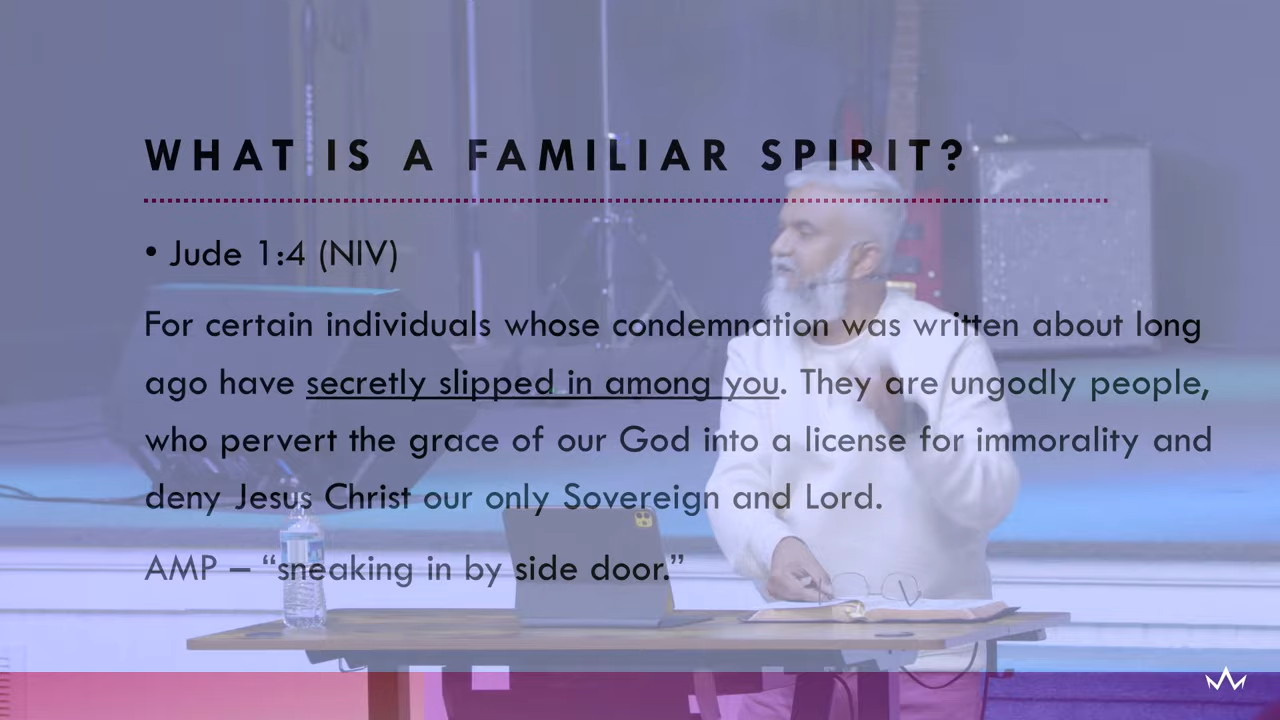 WHAT IS A FAMILIAR SPIRIT?
• Jude 1:4 (NIV)
For certain individuals whose condemnation was written about long
ago have secretly slipped in among you. They are ungodly people,
who pervert the grace of our God into a license for immorality and
deny Jesus Christ our only Sovereign and Lord.
AMP – “sneaking in by side door.”